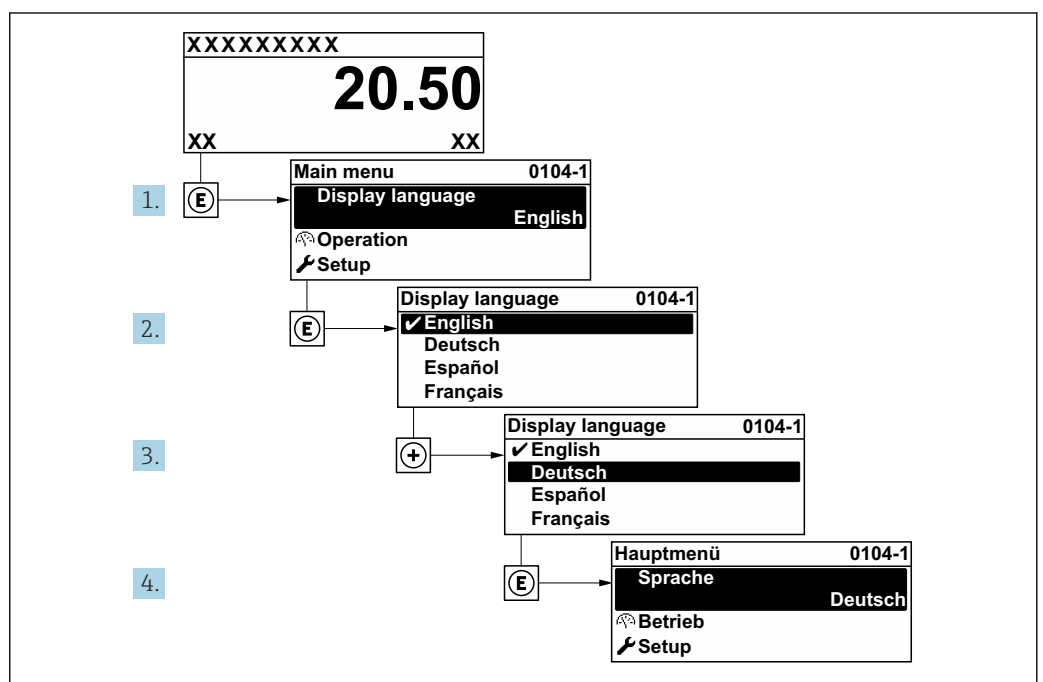 XXXXXXXXX
20.50
XX XX
1. E
Main menu 0104-1
Display language
English
Operation
Setup
2. E
Display language 0104-1
✔English
Deutsch
Español
Français
3. +
Display language 0104-1
✔English
Deutsch
Español
Français
4. E
Hauptmenü 0104-1
Sprache
Deutsch
Betrieb
Setup